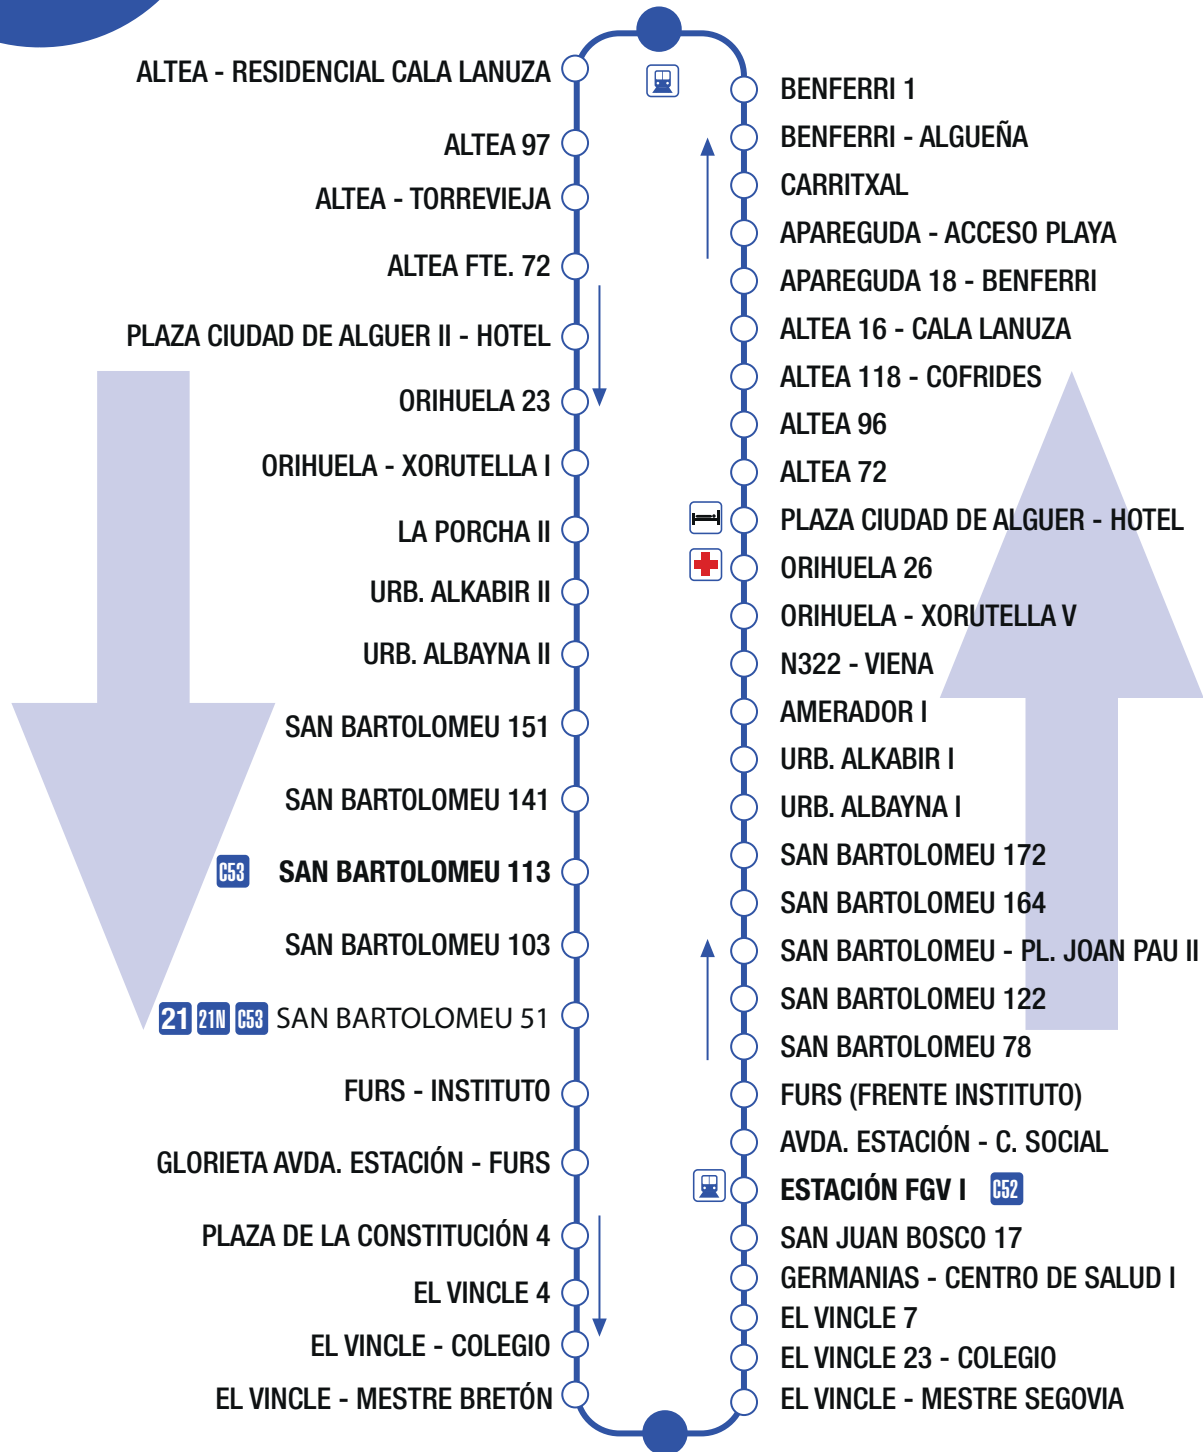 ALTEA - RESIDENCIAL CALA LANUZA
ALTEA 97
ALTEA - TORREVIEJA
ALTEA FTE. 72
PLAZA CIUDAD DE ALGUER II - HOTEL
ORIHUELA 23
ORIHUELA - XORUTELLA I
LA PORCHA II
URB. ALKABIR II
URB. ALBAYNA II
SAN BARTOLOMEU 151
SAN BARTOLOMEU 141
C53 SAN BARTOLOMEU 113
SAN BARTOLOMEU 103
21 21N C53 SAN BARTOLOMEU 51
FURS - INSTITUTO
GLORIETA AVDA. ESTACIÓN - FURS
PLAZA DE LA CONSTITUCIÓN 4
EL VINCLE 4
EL VINCLE - COLEGIO
EL VINCLE - MESTRE BRETÓN
BENFERRI 1
BENFERRI - ALGUEÑA
CARRITXAL
APAREGUDA - ACCESO PLAYA
APAREGUDA 18 - BENFERRI
ALTEA 16 - CALA LANUZA
ALTEA 118 - COFRIDES
ALTEA 96
ALTEA 72
PLAZA CIUDAD DE ALGUER - HOTEL
ORIHUELA 26
ORIHUELA - XORUTELLA V
N322 - VIENA
AMERADOR I
URB. ALKABIR I
URB. ALBAYNA I
SAN BARTOLOMEU 172
SAN BARTOLOMEU 164
SAN BARTOLOMEU - PL. JOAN PAU II
SAN BARTOLOMEU 122
SAN BARTOLOMEU 78
FURS (FRENTE INSTITUTO)
AVDA. ESTACIÓN - C. SOCIAL
ESTACIÓN FGV I C52
SAN JUAN BOSCO 17
GERMANIAS - CENTRO DE SALUD I
EL VINCLE 7
EL VINCLE 23 - COLEGIO
EL VINCLE - MESTRE SEGOVIA